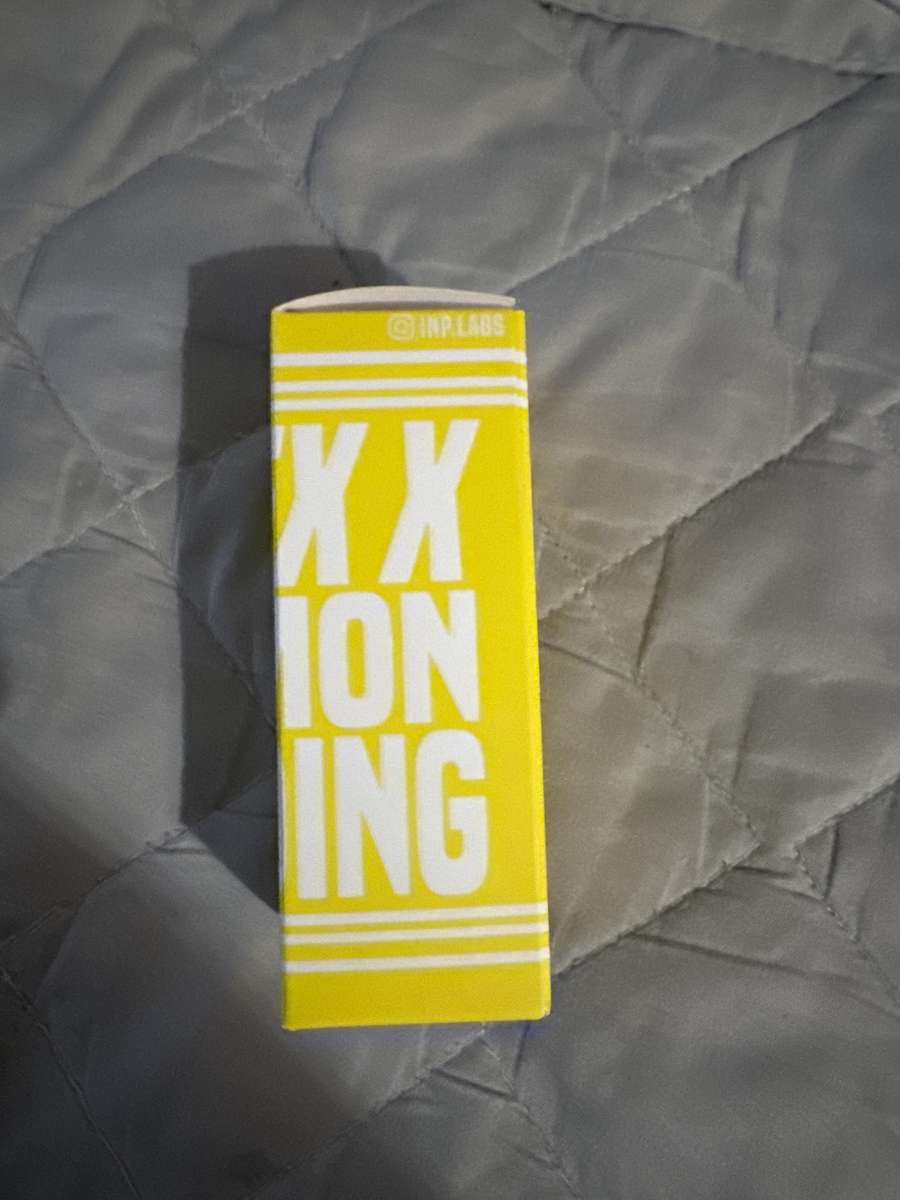 INP.LABS
X X
ION
ING